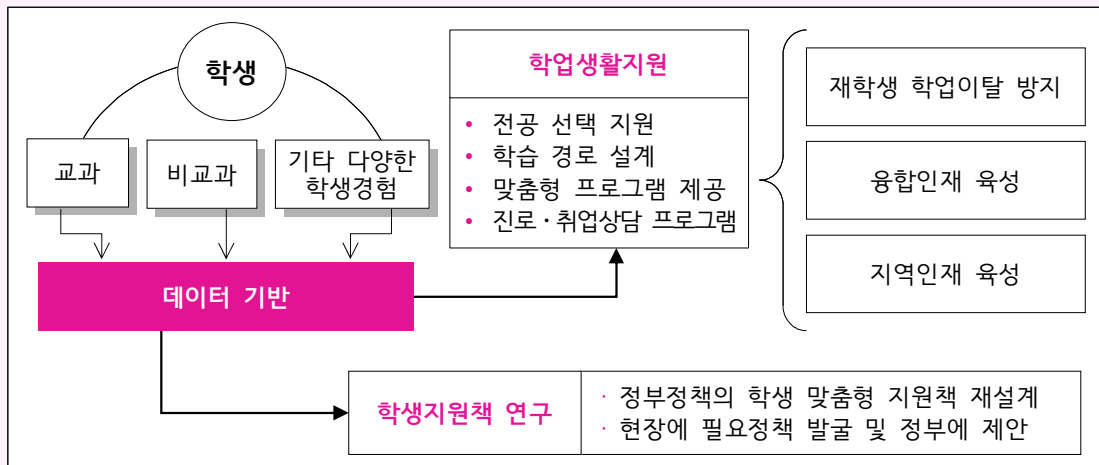 학생
교과
비교과
기타 다양한
학생경험
데이터 기반
학업생활지원
• 전공 선택 지원
• 학습 경로 설계
• 맞춤형 프로그램 제공
• 진로·취업상담 프로그램
재학생 학업이탈 방지
융합인재 육성
지역인재 육성
학생지원책 연구
· 정부정책의 학생 맞춤형 지원책 재설계
· 현장에 필요정책 발굴 및 정부에 제안